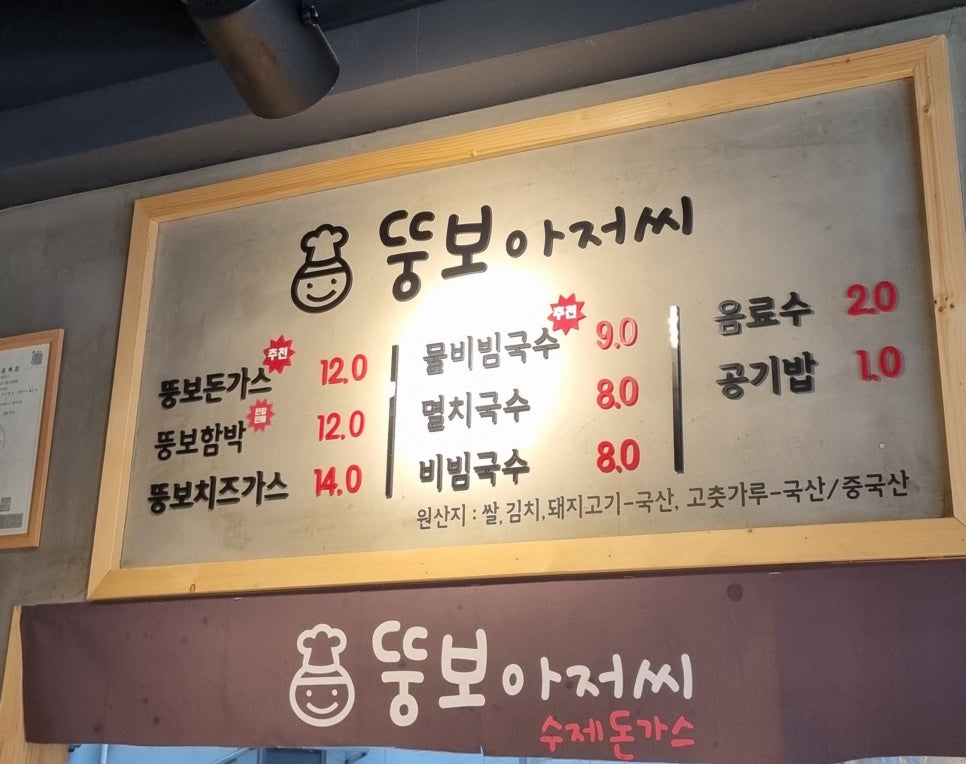 뚱보아저씨
추천
뚱보돈가스 12.0
한정판매
뚱보함박 12.0
뚱보치즈가스 14.0
추천
물비빔국수 9.0
멸치국수 8.0
비빔국수 8.0
음료수 2.0
공기밥 1.0
원산지 : 쌀,김치,돼지고기-국산, 고춧가루-국산/중국산
뚱보아저씨
수제돈가스